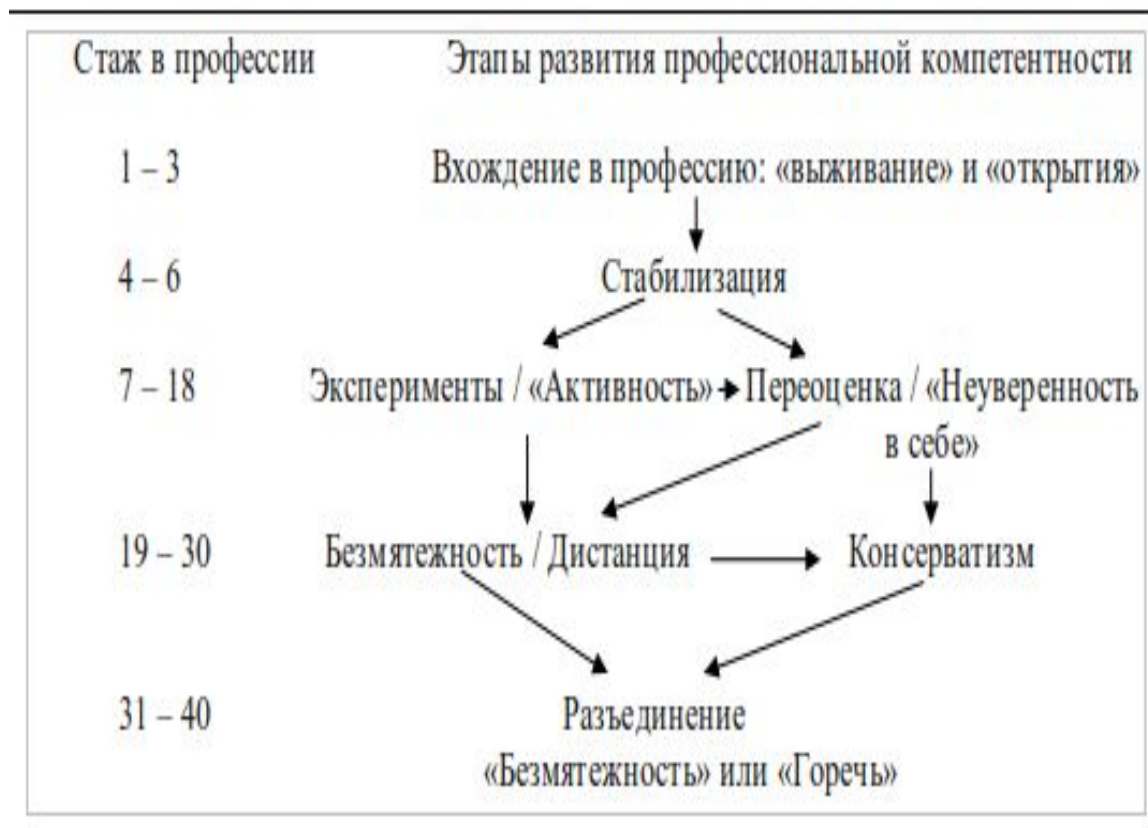 Стаж в профессии Этапы развития профессиональной компетентности
1 – 3 Вхождение в профессию: «выживание» и «открытия»
4 – 6 Стабилизация
7 – 18 Эксперименты / «Активность» Переоценка / «Неуверенность
в себе»
19 – 30 Безмятежность / Дистанция Консерватизм
31 – 40 Разъединение
«Безмятежность» или «Горечь»